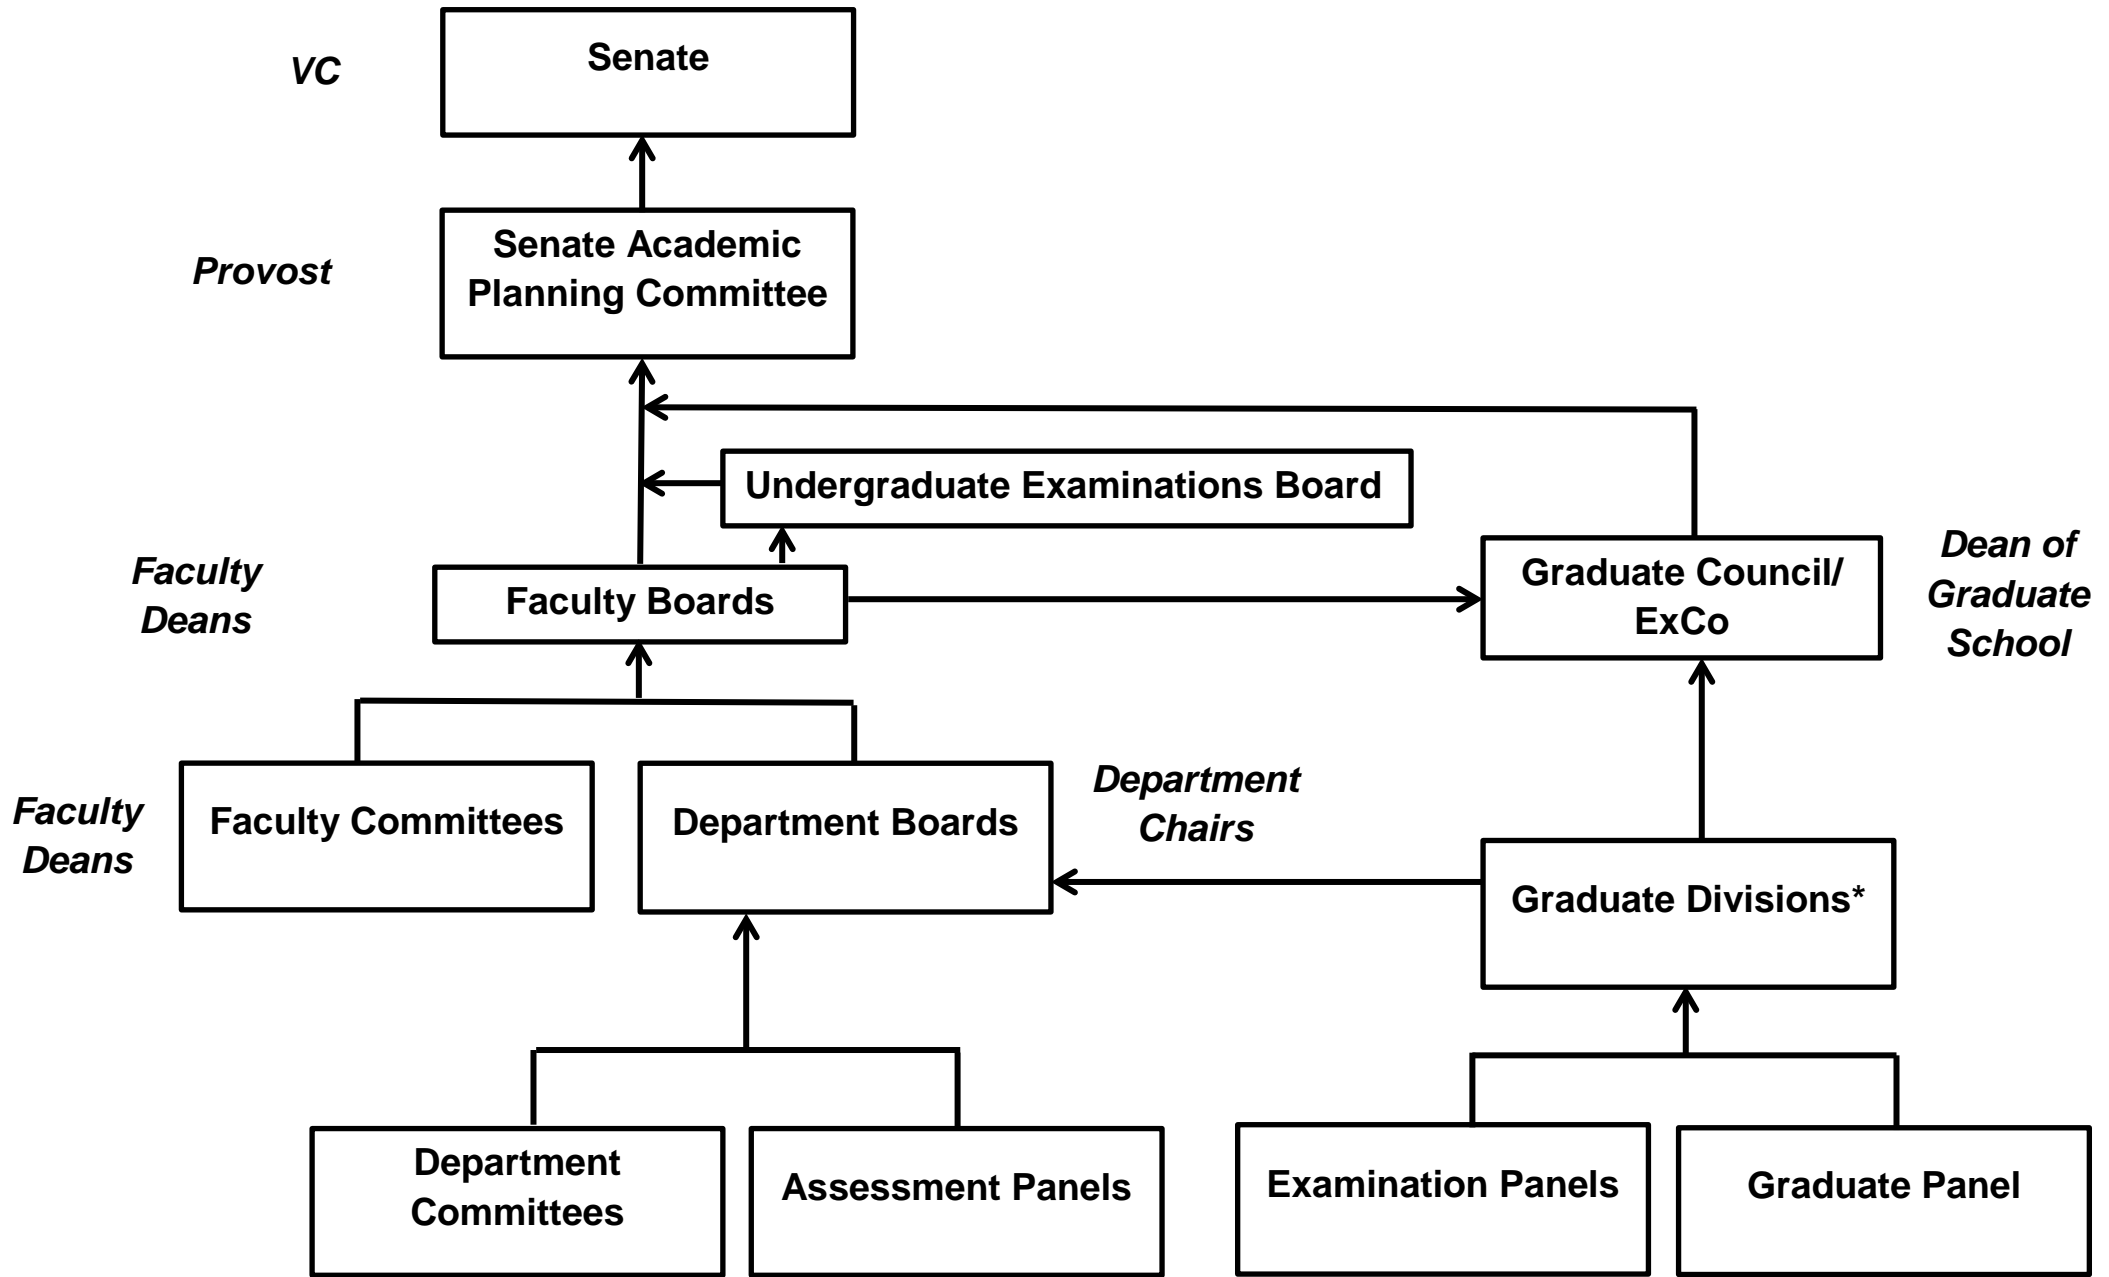 VC
Senate
Provost
Senate Academic
Planning Committee
Undergraduate Examinations Board
Faculty
Deans
Faculty Boards
Graduate Council/
ExCo
Dean of
Graduate
School
Faculty
Deans
Faculty Committees
Department Boards
Department
Chairs
Graduate Divisions*
Department
Committees
Assessment Panels
Examination Panels
Graduate Panel